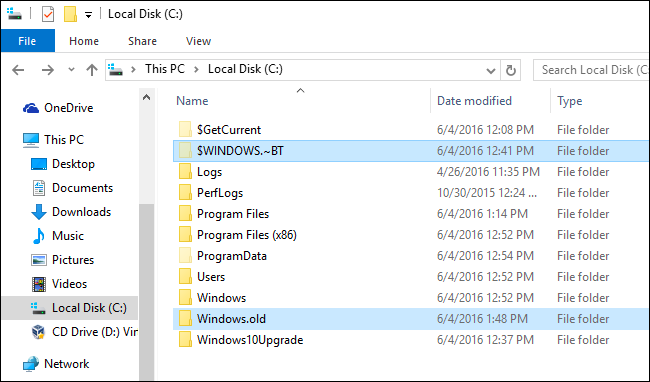 Local Disk (C:)
File Home Share View
This PC Local Disk (C:) Search Local Disk (C
Name Date modified Type
OneDrive
This PC
Desktop
Documents
Downloads
Music
Pictures
Videos
Local Disk (C:)
CD Drive (D:) Vir
Network
$GetCurrent 6/4/2016 12:08 PM File folder
$WINDOWS.~BT 6/4/2016 12:41 PM File folder
Logs 4/26/2016 11:35 PM File folder
PerfLogs 10/30/2015 12:24 ... File folder
Program Files 6/4/2016 1:14 PM File folder
Program Files (x86) 6/4/2016 12:52 PM File folder
ProgramData 6/4/2016 12:54 PM File folder
Users 6/4/2016 12:52 PM File folder
Windows 6/4/2016 12:52 PM File folder
Windows.old 6/4/2016 1:48 PM File folder
Windows10Upgrade 6/4/2016 12:37 PM File folder